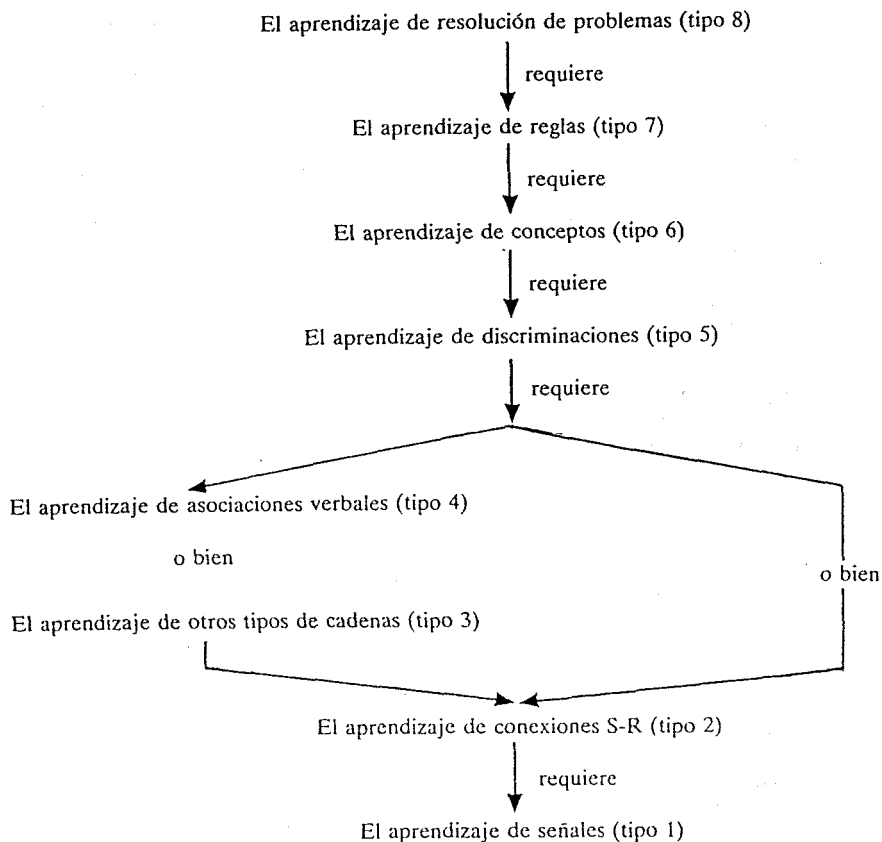 El aprendizaje de resolución de problemas (tipo 8)
requiere
El aprendizaje de reglas (tipo 7)
requiere
El aprendizaje de conceptos (tipo 6)
requiere
El aprendizaje de discriminaciones (tipo 5)
requiere
El aprendizaje de asociaciones verbales (tipo 4)
o bien
o bien
El aprendizaje de otros tipos de cadenas (tipo 3)
El aprendizaje de conexiones S-R (tipo 2)
requiere
El aprendizaje de señales (tipo 1)